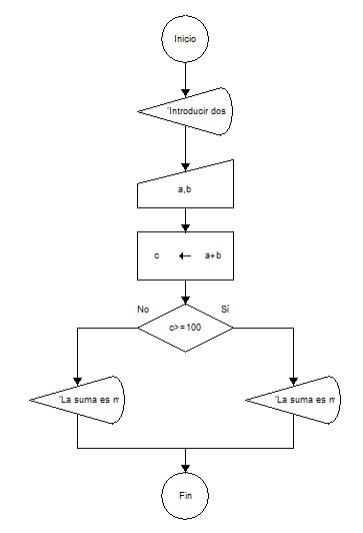 Inicio
'Introducir dos
a,b
c ← a+b
No Sí
c>=100
'La suma es 'La suma es
Fin